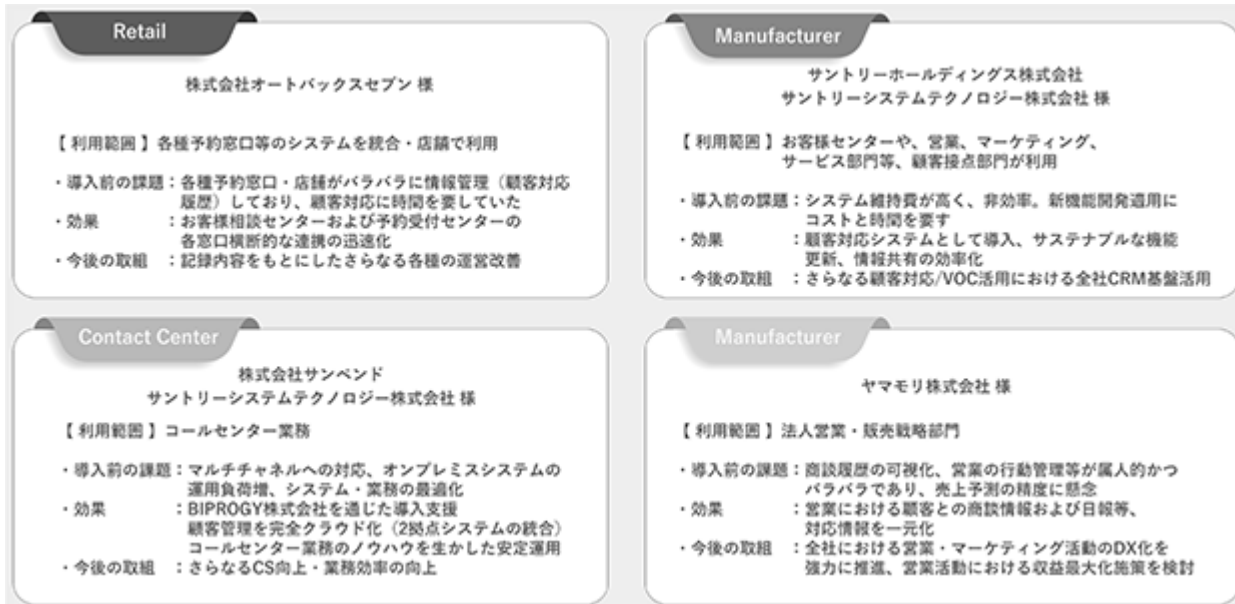 Retail
株式会社オートバックスセブン 様
【 利用範囲 】各種予約窓口等のシステムを統合・店舗で利用
・導入前の課題：各種予約窓口・店舗がバラバラに情報管理（顧客対応
履歴）しており、顧客対応に時間を要していた
・効果　　　　：お客様相談センターおよび予約受付センターの
各窓口横断的な連携の迅速化
・今後の取組　：記録内容をもとにしたさらなる各種の運営改善
Manufacturer
サントリーホールディングス株式会社
サントリーシステムテクノロジー株式会社 様
【 利用範囲 】お客様センターや、営業、マーケティング、
サービス部門等、顧客接点部門が利用
・導入前の課題：システム維持費が高く、非効率。新機能開発適用に
コストと時間を要す
・効果　　　　：顧客対応システムとして導入、サステナブルな機能
更新、情報共有の効率化
・今後の取組　：さらなる顧客対応/VOC活用における全社CRM基盤活用
Contact Center
株式会社サンベンド
サントリーシステムテクノロジー株式会社 様
【 利用範囲 】コールセンター業務
・導入前の課題：マルチチャネルへの対応、オンプレミスシステムの
運用負荷増、システム・業務の最適化
・効果　　　　：BIPROGY株式会社を通じた導入支援
顧客管理を完全クラウド化（2拠点システムの統合）
コールセンター業務のノウハウを生かした安定運用
・今後の取組　：さらなるCS向上・業務効率の向上
Manufacturer
ヤマモリ株式会社 様
【 利用範囲 】法人営業・販売戦略部門
・導入前の課題：商談履歴の可視化、営業の行動管理等が属人的かつ
バラバラであり、売上予測の精度に懸念
・効果　　　　：営業における顧客との商談情報および日報等、
対応情報を一元化
・今後の取組　：全社における営業・マーケティング活動のDX化を
強力に推進、営業活動における収益最大化施策を検討